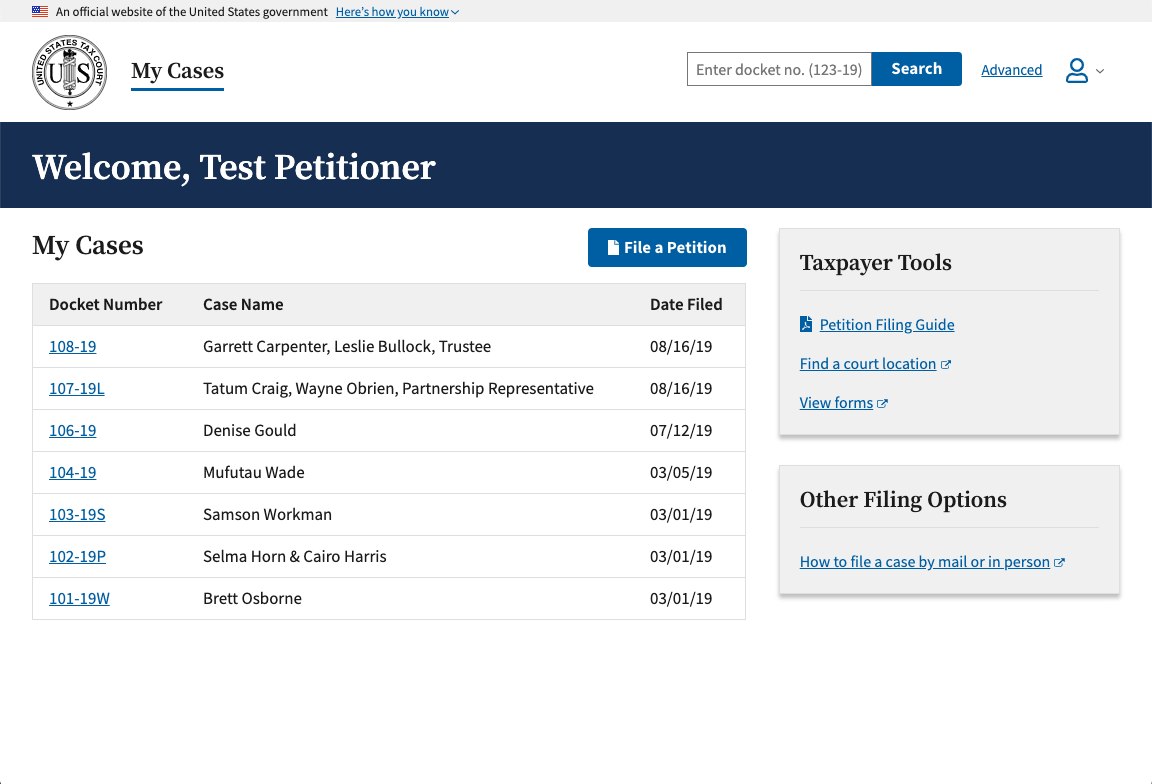 An official website of the United States government Here's how you know
UNITED STATES TAX COURT
US
My Cases
Enter docket no. (123-19) Search Advanced
Welcome, Test Petitioner
My Cases
File a Petition
Docket Number Case Name Date Filed
108-19 Garrett Carpenter, Leslie Bullock, Trustee 08/16/19
107-19L Tatum Craig, Wayne Obrien, Partnership Representative 08/16/19
106-19 Denise Gould 07/12/19
104-19 Mufutau Wade 03/05/19
103-19S Samson Workman 03/01/19
102-19P Selma Horn & Cairo Harris 03/01/19
101-19W Brett Osborne 03/01/19
Taxpayer Tools
Petition Filing Guide
Find a court location
View forms
Other Filing Options
How to file a case by mail or in person